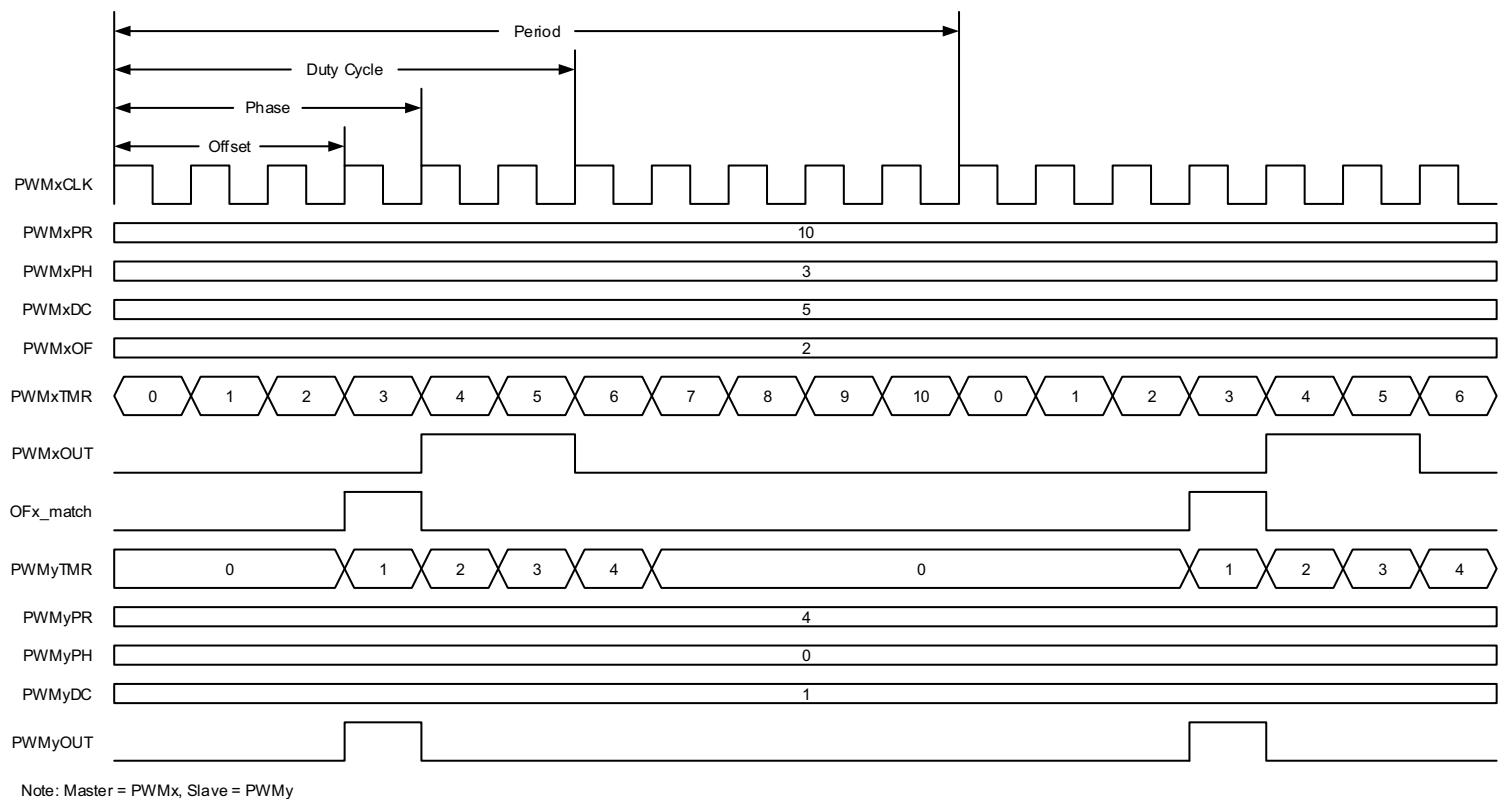 Period
Duty Cycle
Phase
Offset
PWMxCLK
PWMxPR 10
PWMxPH 3
PWMxDC 5
PWMxOF 2
PWMxTMR 0 1 2 3 4 5 6 7 8 9 10 0 1 2 3 4 5 6
PWMxOUT
OFx_match
PWMyTMR 0 1 2 3 4 0 1 2 3 4
PWMyPR 4
PWMyPH 0
PWMyDC 1
PWMyOUT
Note: Master = PWMx, Slave = PWMy